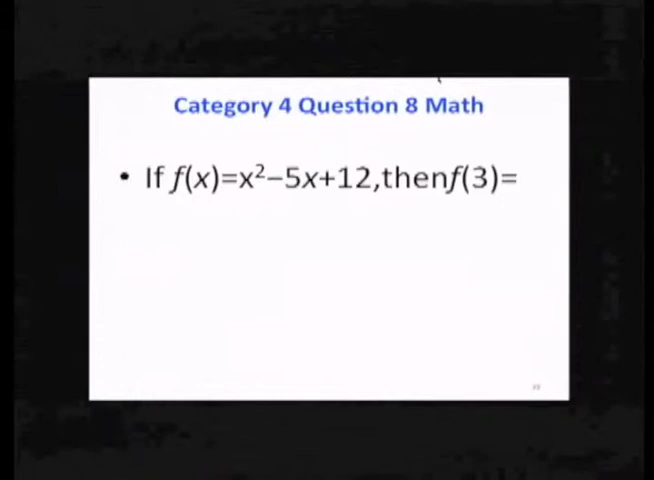 Category 4 Question 8 Math
• If f(x)=x²–5x+12,thenf(3)=